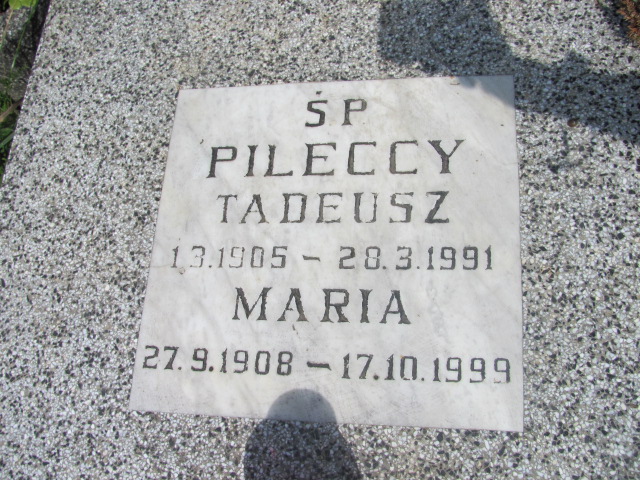 ŚP
PILECCY
TADEUSZ
1.3.1905 – 28.3.1991
MARIA
27.9.1908 – 17.10.1999